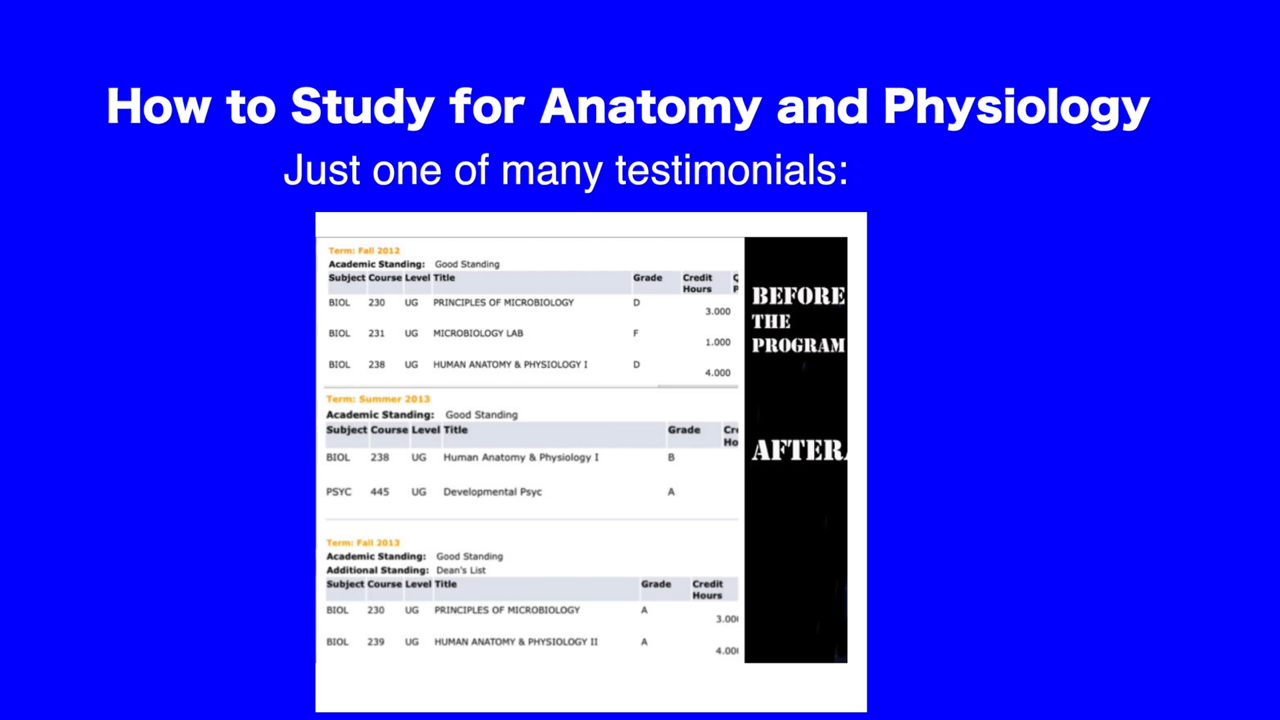 How to Study for Anatomy and Physiology
Just one of many testimonials:
Term: Fall 2012
Academic Standing: Good Standing
Subject Course Level Title Grade Credit Hours
BIOL 230 UG PRINCIPLES OF MICROBIOLOGY D 3.000
BIOL 231 UG MICROBIOLOGY LAB F 1.000
BIOL 238 UG HUMAN ANATOMY & PHYSIOLOGY I D 4.000
BEFORE
THE
PROGRAM
Term: Summer 2013
Academic Standing: Good Standing
Subject Course Level Title Grade
BIOL 238 UG Human Anatomy & Physiology I B
PSYC 445 UG Developmental Psyc A
AFTER
Term: Fall 2013
Academic Standing: Good Standing
Additional Standing: Dean's List
Subject Course Level Title Grade Credit Hours
BIOL 230 UG PRINCIPLES OF MICROBIOLOGY A 3.00
BIOL 239 UG HUMAN ANATOMY & PHYSIOLOGY II A 4.00